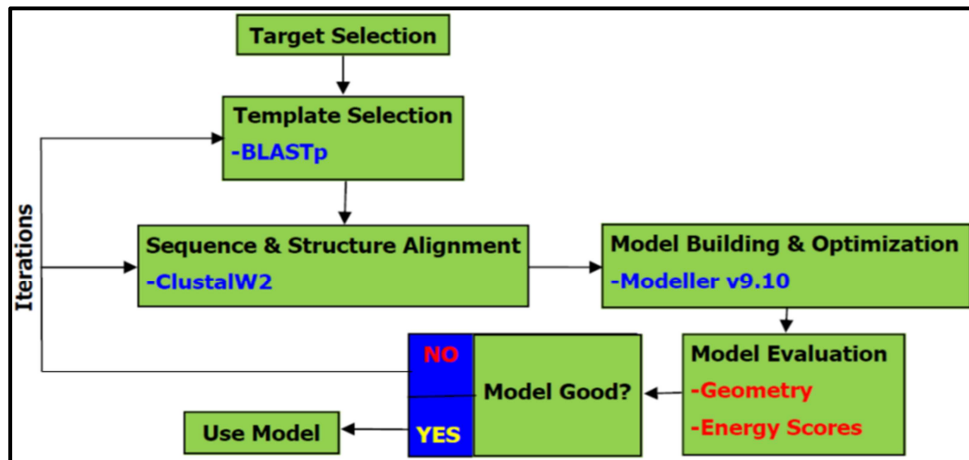 Target Selection
Template Selection
-BLASTp
Sequence & Structure Alignment
-ClustalW2
Model Building & Optimization
-Modeller v9.10
Iterations
Model Evaluation
-Geometry
-Energy Scores
Model Good?
NO
YES
Use Model